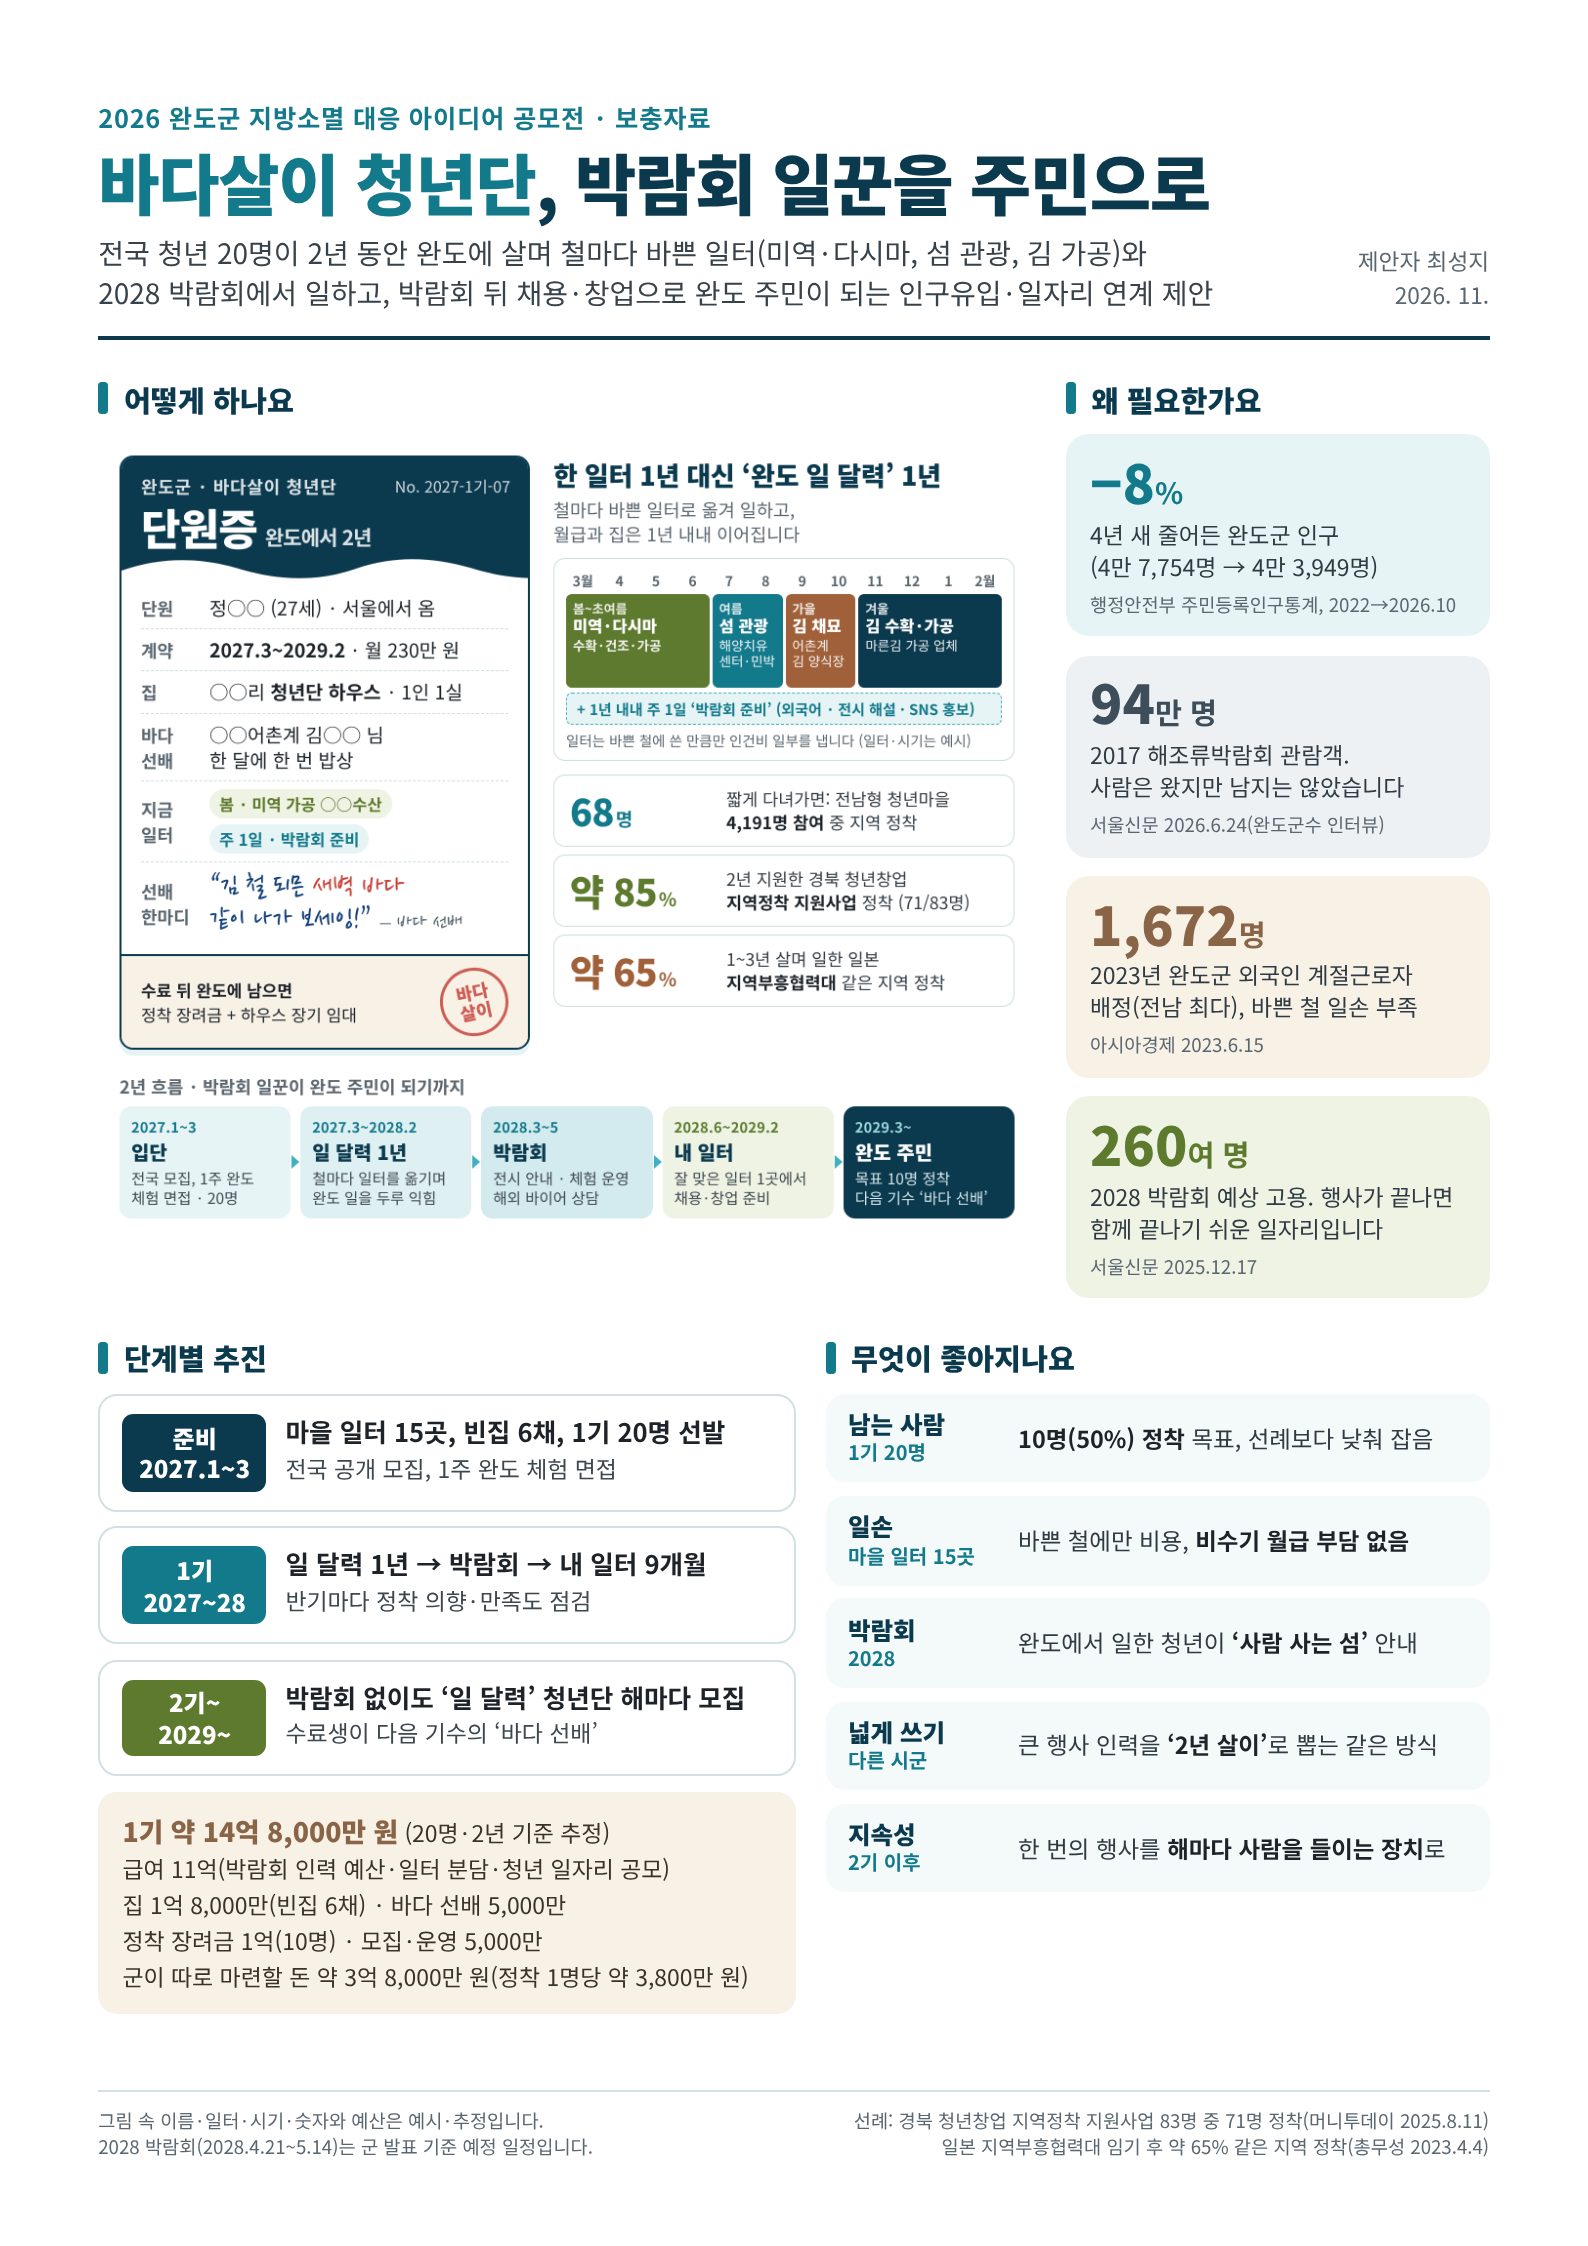 2026 완도군 지방소멸 대응 아이디어 공모전 · 보충자료
바다살이 청년단, 박람회 일꾼을 주민으로
전국 청년 20명이 2년 동안 완도에 살며 철마다 바쁜 일터(미역·다시마, 섬 관광, 김 가공)와
2028 박람회에서 일하고, 박람회 뒤 채용·창업으로 완도 주민이 되는 인구유입·일자리 연계 제안
제안자 최성지
2026. 11.
어떻게 하나요
완도군 · 바다살이 청년단 No. 2027-1기-07
단원증 완도에서 2년
단원 정○○ (27세) · 서울에서 옴
계약 2027.3~2029.2 · 월 230만 원
집 ○○리 청년단 하우스 · 1인 1실
바다 ○○어촌계 김○○ 님
선배 한 달에 한 번 밥상
지금 봄 · 미역 가공 ○○수산
일터 주 1일 · 박람회 준비
선배 “김 철 되믄 새벽 바다
한마디 같이 나가 보세잉!” – 바다 선배
수료 뒤 완도에 남으면
정착 장려금 + 하우스 장기 임대
바다
살이
한 일터 1년 대신 ‘완도 일 달력’ 1년
철마다 바쁜 일터로 옮겨 일하고,
월급과 집은 1년 내내 이어집니다
3월 4 5 6 7 8 9 10 11 12 1 2월
봄~초여름
미역·다시마
수확·건조·가공
여름
섬 관광
해양치유
센터·민박
가을
김 채묘
어촌계
김 양식장
겨울
김 수확·가공
마른김 가공 업체
+ 1년 내내 주 1일 ‘박람회 준비’ (외국어 · 전시 해설 · SNS 홍보)
일터는 바쁜 철에 쓴 만큼만 인건비 일부를 냅니다 (일터·시기는 예시)
68명
짧게 다녀가면: 전남형 청년마을
4,191명 참여 중 지역 정착
약 85%
2년 지원한 경북 청년창업
지역정착 지원사업 정착 (71/83명)
약 65%
1~3년 살며 일한 일본
지역부흥협력대 같은 지역 정착
2년 흐름 · 박람회 일꾼이 완도 주민이 되기까지
2027.1~3
입단
전국 모집, 1주 완도
체험 면접 · 20명
2027.3~2028.2
일 달력 1년
철마다 일터를 옮기며
완도 일을 두루 익힘
2028.3~5
박람회
전시 안내 · 체험 운영
해외 바이어 상담
2028.6~2029.2
내 일터
잘 맞은 일터 1곳에서
채용·창업 준비
2029.3~
완도 주민
목표 10명 정착
다음 기수 ‘바다 선배’
왜 필요한가요
−8%
4년 새 줄어든 완도군 인구
(4만 7,754명 → 4만 3,949명)
행정안전부 주민등록인구통계, 2022→2026.10
94만 명
2017 해조류박람회 관람객.
사람은 왔지만 남지는 않았습니다
서울신문 2026.6.24(완도군수 인터뷰)
1,672명
2023년 완도군 외국인 계절근로자
배정(전남 최다), 바쁜 철 일손 부족
아시아경제 2023.6.15
260여 명
2028 박람회 예상 고용. 행사가 끝나면
함께 끝나기 쉬운 일자리입니다
서울신문 2025.12.17
단계별 추진
준비
2027.1~3
마을 일터 15곳, 빈집 6채, 1기 20명 선발
전국 공개 모집, 1주 완도 체험 면접
1기
2027~28
일 달력 1년 → 박람회 → 내 일터 9개월
반기마다 정착 의향·만족도 점검
2기~
2029~
박람회 없이도 ‘일 달력’ 청년단 해마다 모집
수료생이 다음 기수의 ‘바다 선배’
1기 약 14억 8,000만 원 (20명·2년 기준 추정)
급여 11억(박람회 인력 예산·일터 분담·청년 일자리 공모)
집 1억 8,000만(빈집 6채) · 바다 선배 5,000만
정착 장려금 1억(10명) · 모집·운영 5,000만
군이 따로 마련할 돈 약 3억 8,000만 원(정착 1명당 약 3,800만 원)
무엇이 좋아지나요
남는 사람
1기 20명
10명(50%) 정착 목표, 선례보다 낮춰 잡음
일손
마을 일터 15곳
바쁜 철에만 비용, 비수기 월급 부담 없음
박람회
2028
완도에서 일한 청년이 ‘사람 사는 섬’ 안내
넓게 쓰기
다른 시군
큰 행사 인력을 ‘2년 살이’로 뽑는 같은 방식
지속성
2기 이후
한 번의 행사를 해마다 사람을 들이는 장치로
그림 속 이름·일터·시기·숫자와 예산은 예시·추정입니다.
2028 박람회(2028.4.21~5.14)는 군 발표 기준 예정 일정입니다.
선례: 경북 청년창업 지역정착 지원사업 83명 중 71명 정착(머니투데이 2025.8.11)
일본 지역부흥협력대 임기 후 약 65% 같은 지역 정착(총무성 2023.4.4)